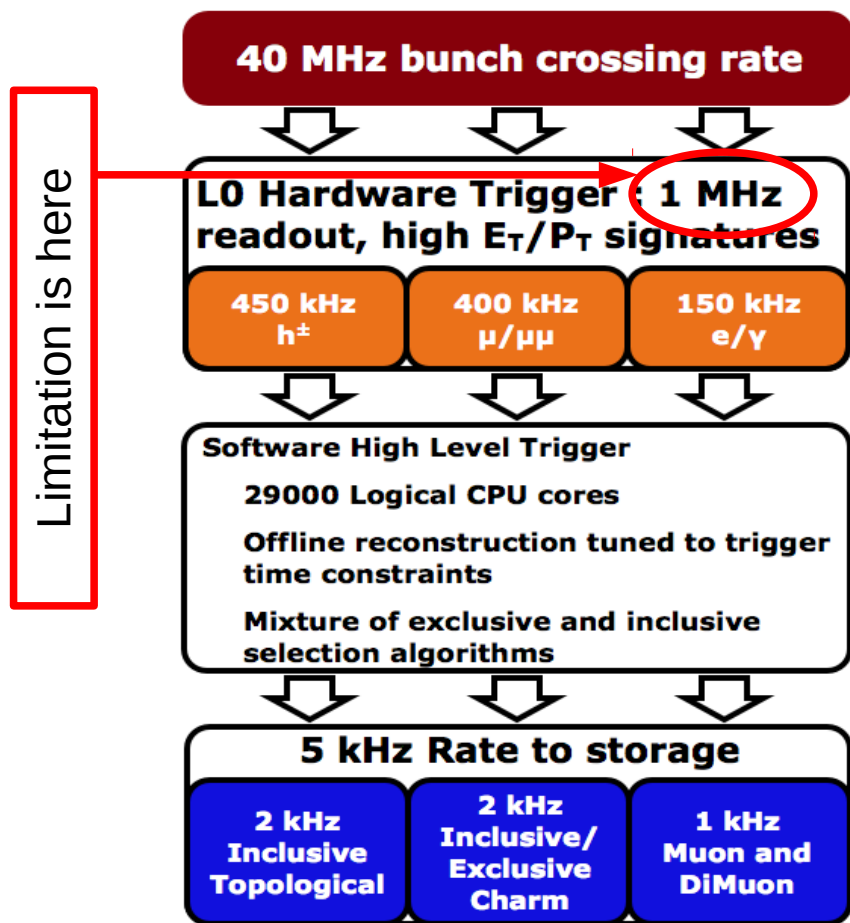 40 MHz bunch crossing rate
Limitation is here
L0 Hardware Trigger : 1 MHz
readout, high E_T/P_T signatures
450 kHz
h±
400 kHz
μ/μμ
150 kHz
e/γ
Software High Level Trigger
29000 Logical CPU cores
Offline reconstruction tuned to trigger
time constraints
Mixture of exclusive and inclusive
selection algorithms
5 kHz Rate to storage
2 kHz
Inclusive
Topological
2 kHz
Inclusive/
Exclusive
Charm
1 kHz
Muon and
DiMuon